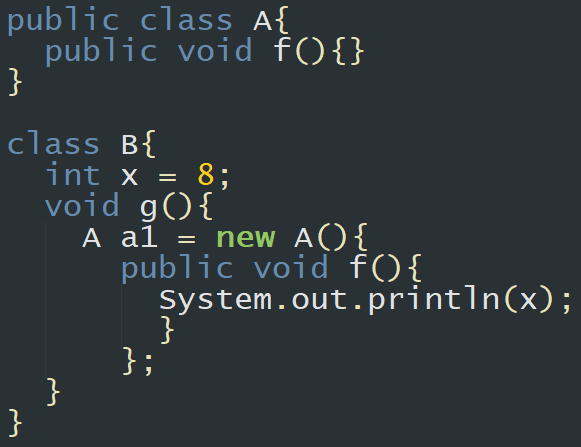 public class A{
  public void f(){}
}

class B{
  int x = 8;
  void g(){
    A a1 = new A(){
      public void f(){
        System.out.println(x);
        }
      };
  }
}